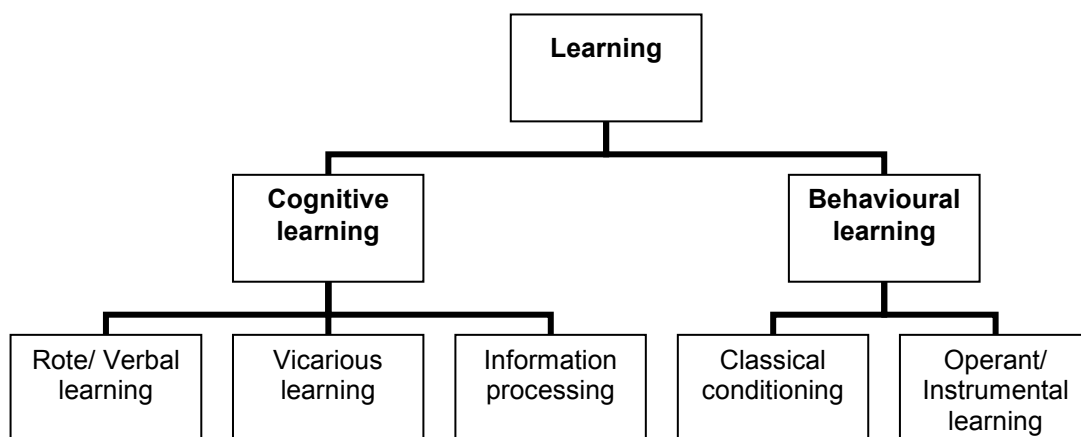 Learning
Cognitive
learning
Behavioural
learning
Rote/ Verbal
learning
Vicarious
learning
Information
processing
Classical
conditioning
Operant/
Instrumental
learning